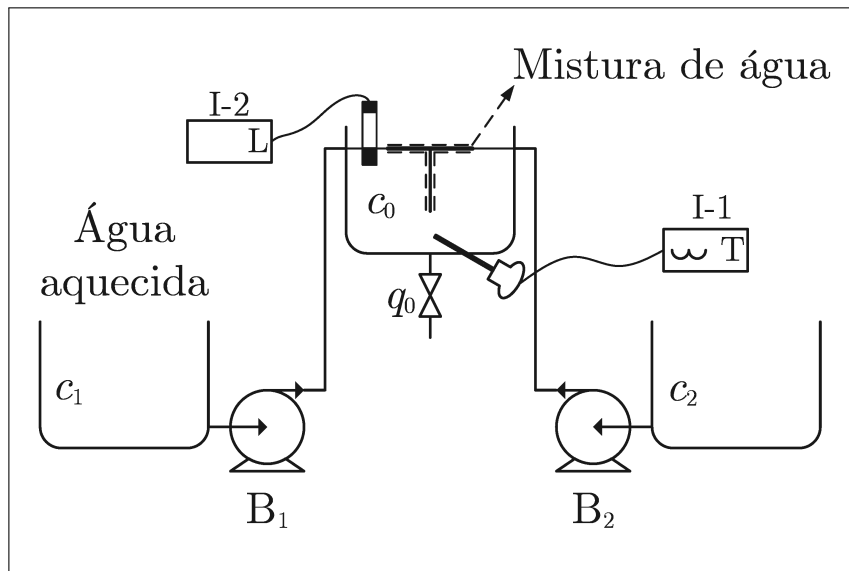 Mistura de água
I-2
L
c0
I-1
T
Água
aquecida
q0
c1
c2
B1
B2